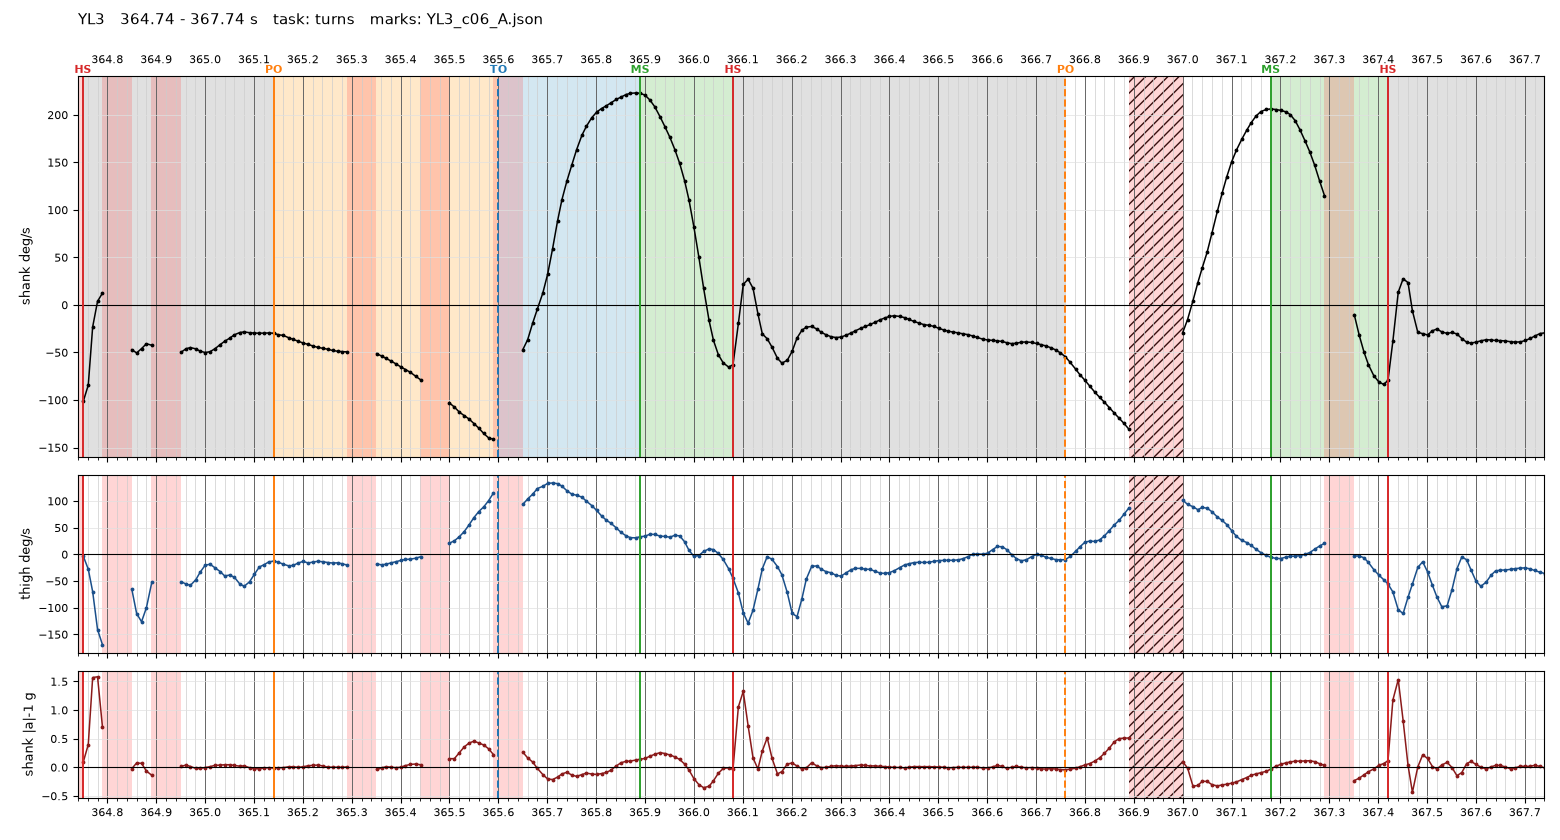 YL3   364.74 - 367.74 s   task: turns   marks: YL3_c06_A.json
364.8 364.9 365.0 365.1 365.2 365.3 365.4 365.5 365.6 365.7 365.8 365.9 366.0 366.1 366.2 366.3 366.4 366.5 366.6 366.7 366.8 366.9 367.0 367.1 367.2 367.3 367.4 367.5 367.6 367.7
HS PO TO MS HS PO MS HS
shank deg/s
200
150
100
50
0
−50
−100
−150
thigh deg/s
100
50
0
−50
−100
−150
shank |a|-1 g
1.5
1.0
0.5
0.0
−0.5
364.8 364.9 365.0 365.1 365.2 365.3 365.4 365.5 365.6 365.7 365.8 365.9 366.0 366.1 366.2 366.3 366.4 366.5 366.6 366.7 366.8 366.9 367.0 367.1 367.2 367.3 367.4 367.5 367.6 367.7